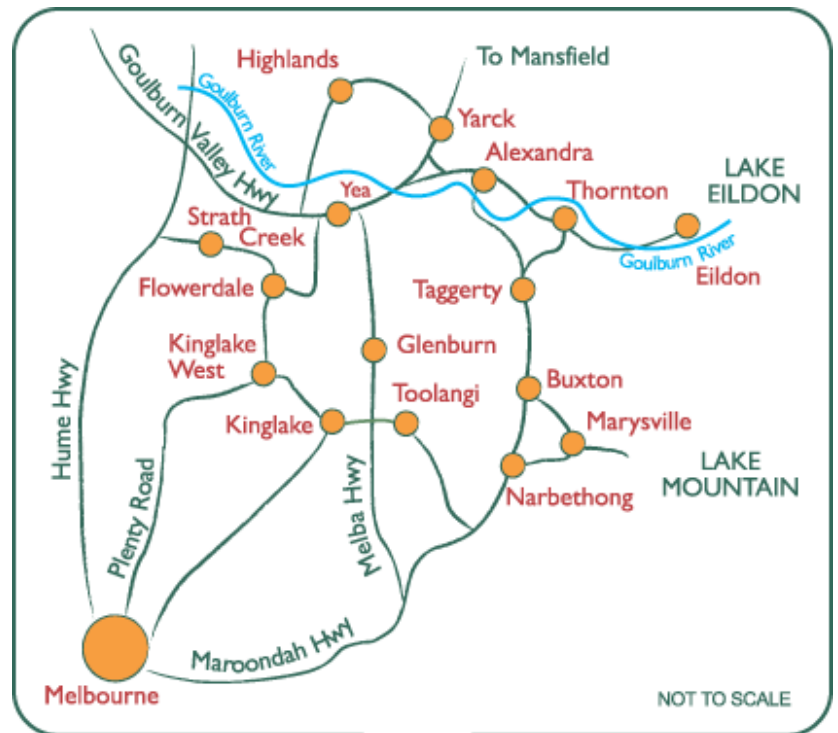 Highlands
To Mansfield
Goulburn Valley Hwy
Goulburn River
Yarck
Alexandra
LAKE
EILDON
Thornton
Yea
Strath
Creek
Goulburn River
Eildon
Flowerdale
Taggerty
Kinglake
West
Glenburn
Buxton
Toolangi
Hume Hwy
Kinglake
Marysville
LAKE
MOUNTAIN
Narbethong
Plenty Road
Melba Hwy
Maroondah Hwy
Melbourne
NOT TO SCALE